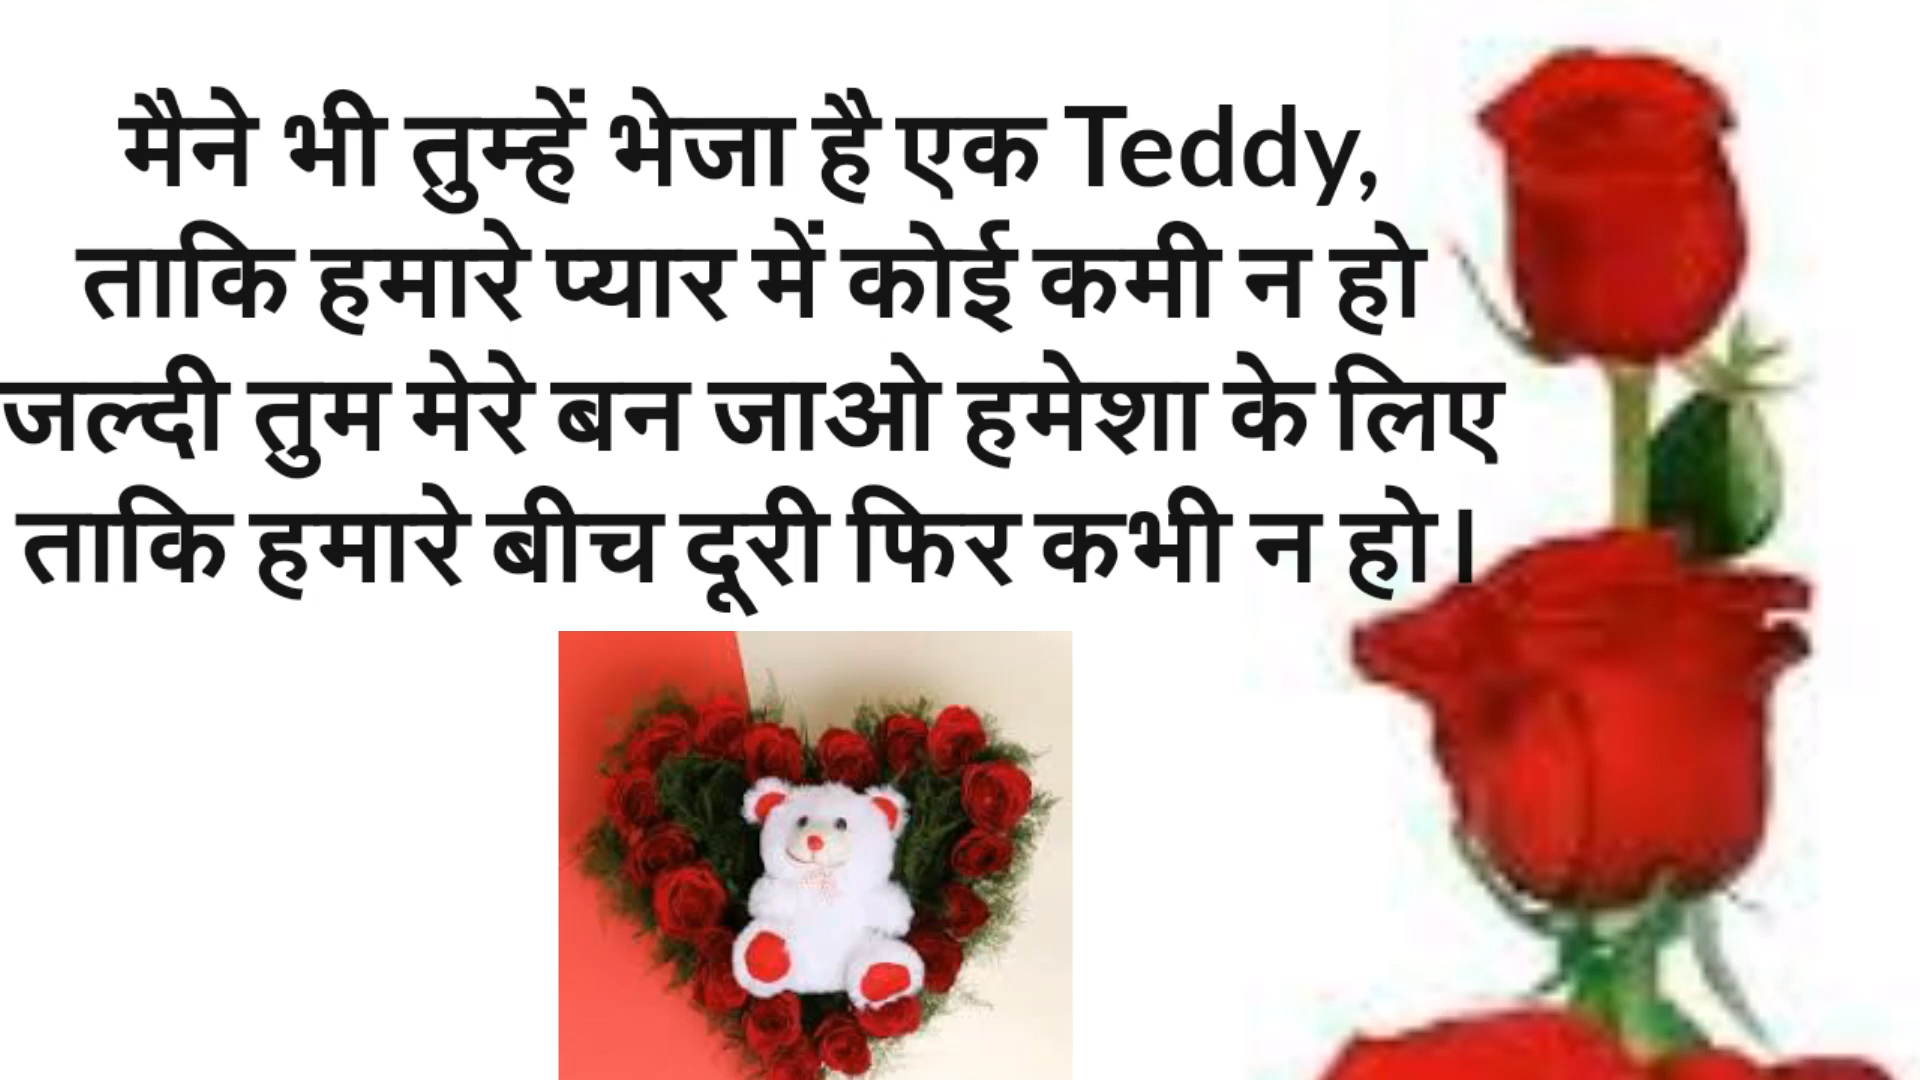 मैने भी तुम्हें भेजा है एक Teddy,
ताकि हमारे प्यार में कोई कमी न हो
जल्दी तुम मेरे बन जाओ हमेशा के लिए
ताकि हमारे बीच दूरी फिर कभी न हो।